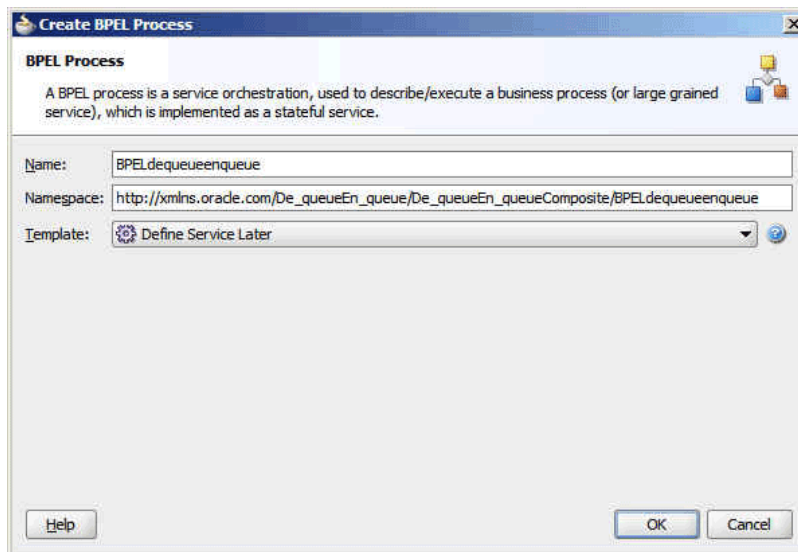 Create BPEL Process
BPEL Process
A BPEL process is a service orchestration, used to describe/execute a business process (or large grained
service), which is implemented as a stateful service.
Name: BPELdequeueenqueue
Namespace: http://xmlns.oracle.com/De_queueEn_queue/De_queueEn_queueComposite/BPELdequeueenqueue
Template: Define Service Later
Help OK Cancel